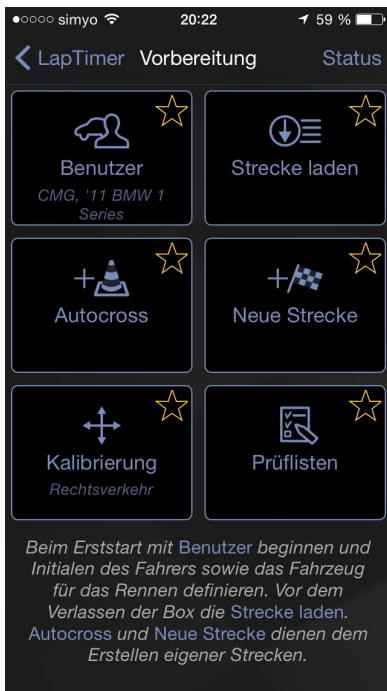 simyo 20:22 59 %
LapTimer Vorbereitung Status
Benutzer
CMG, '11 BMW 1
Series
Strecke laden
Autocross
Neue Strecke
Kalibrierung
Rechtsverkehr
Prüflisten
Beim Erststart mit Benutzer beginnen und
Initialen des Fahrers sowie das Fahrzeug
für das Rennen definieren. Vor dem
Verlassen der Box die Strecke laden.
Autocross und Neue Strecke dienen dem
Erstellen eigener Strecken.